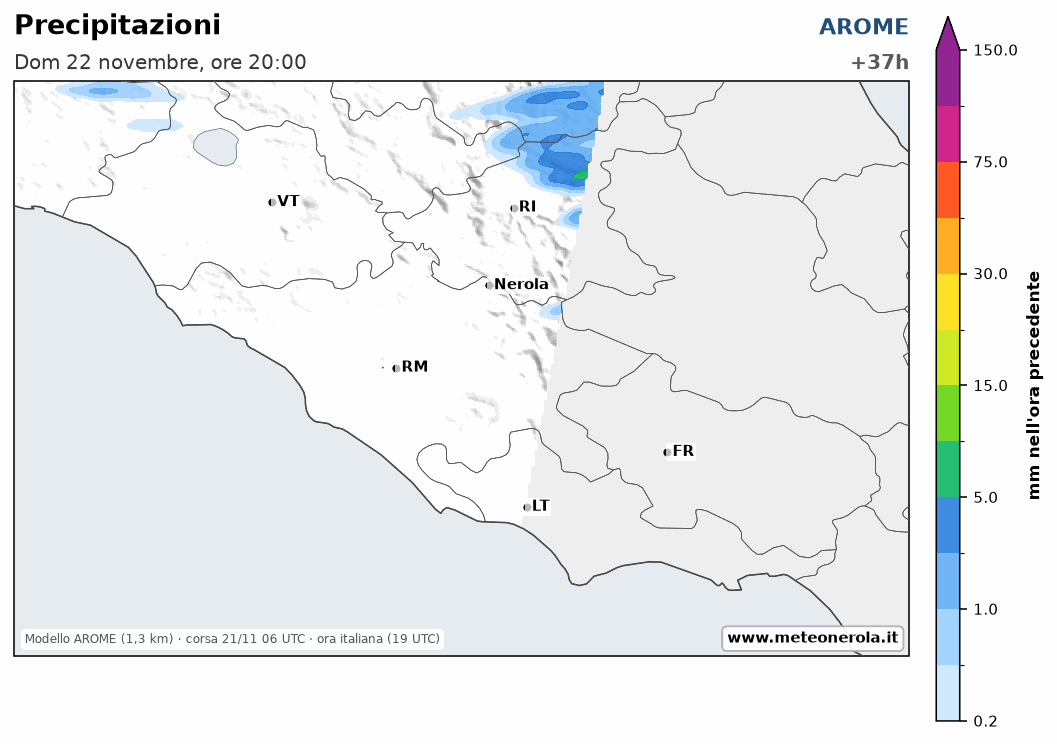 Precipitazioni
AROME
Dom 22 novembre, ore 20:00
+37h
150.0
75.0
30.0
15.0
5.0
1.0
0.2
mm nell'ora precedente
VT
RI
Nerola
RM
FR
LT
Modello AROME (1,3 km) · corsa 21/11 06 UTC · ora italiana (19 UTC)
www.meteonerola.it